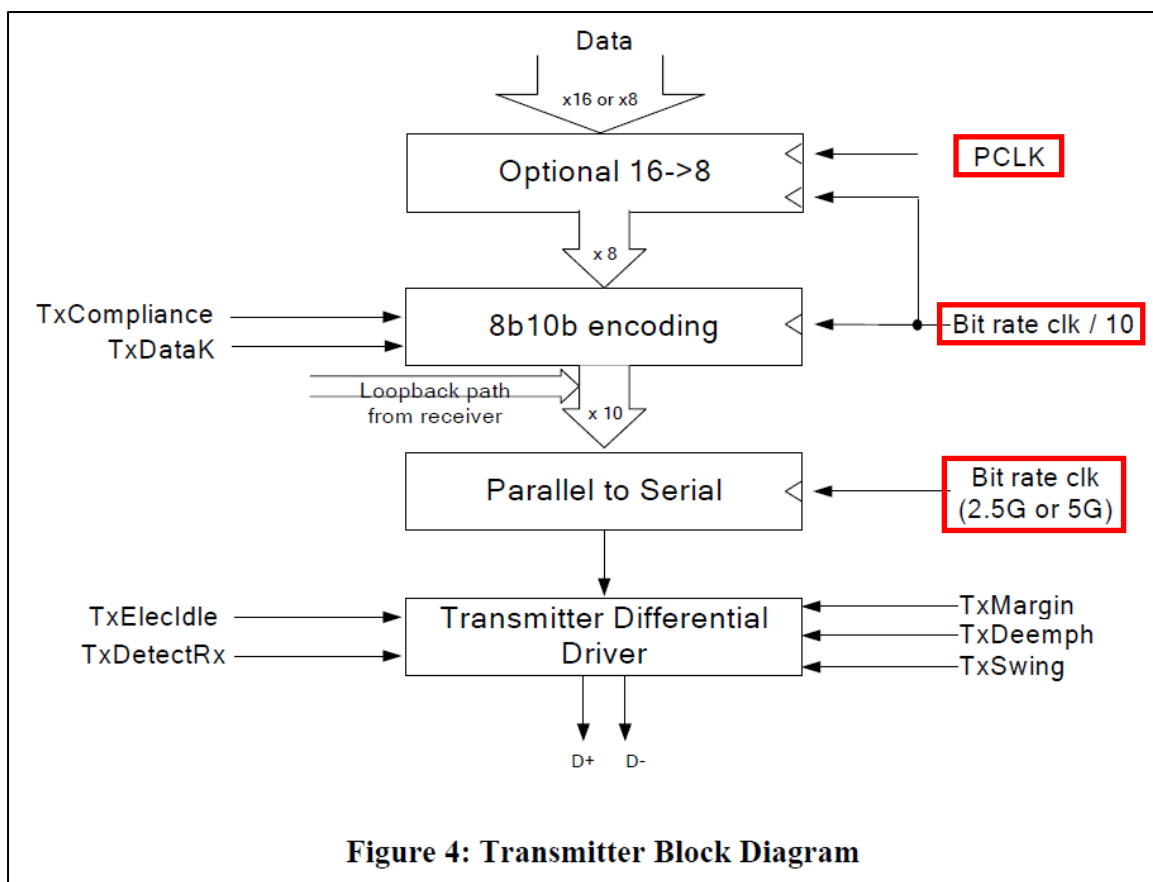 Data
x16 or x8
Optional 16->8
PCLK
x 8
TxCompliance
TxDataK
8b10b encoding
Bit rate clk / 10
Loopback path
from receiver
x 10
Parallel to Serial
Bit rate clk
(2.5G or 5G)
TxElecIdle
TxDetectRx
Transmitter Differential
Driver
TxMargin
TxDeemph
TxSwing
D+ D-
Figure 4: Transmitter Block Diagram